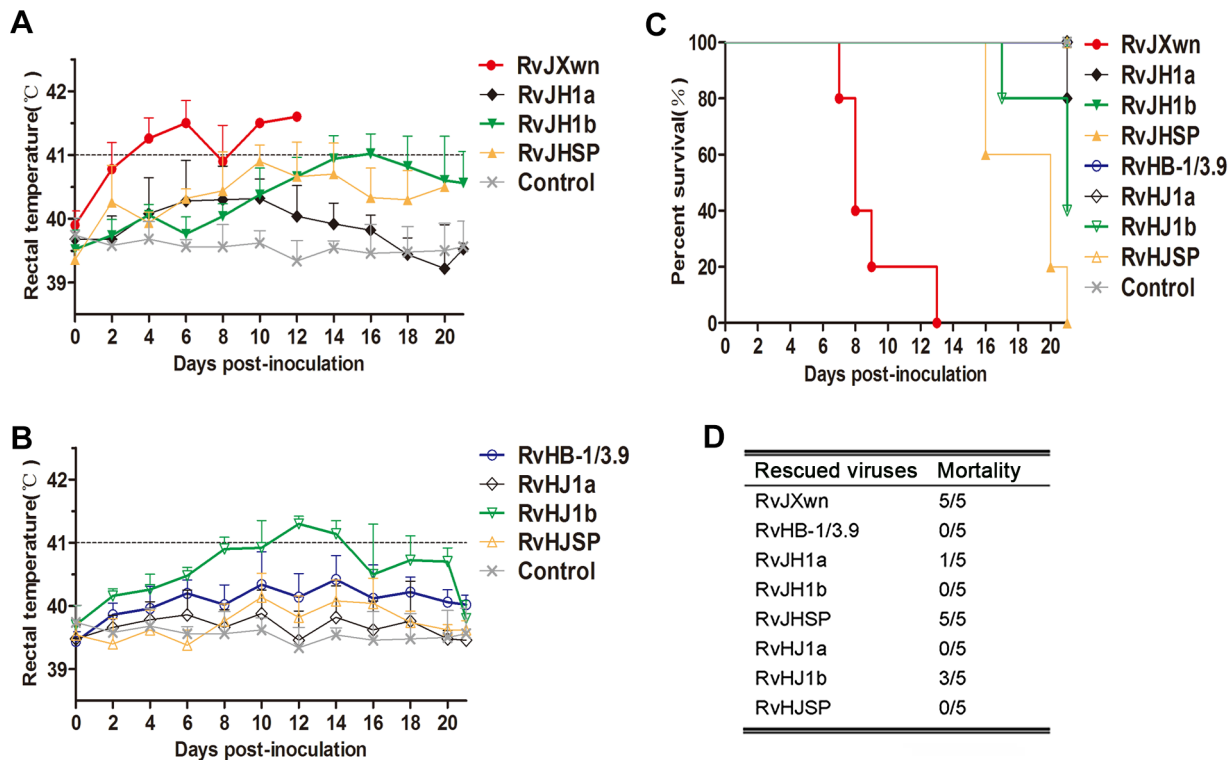 A
Rectal temperature(℃)
42
41
40
39
0 2 4 6 8 10 12 14 16 18 20
Days post-inoculation
RvJXwn
RvJH1a
RvJH1b
RvJHSP
Control
B
Rectal temperature(℃)
42
41
40
39
0 2 4 6 8 10 12 14 16 18 20
Days post-inoculation
RvHB-1/3.9
RvHJ1a
RvHJ1b
RvHJSP
Control
C
Percent survival(%)
100
80
60
40
20
0
0 2 4 6 8 10 12 14 16 18 20
Days post-inoculation
RvJXwn
RvJH1a
RvJH1b
RvJHSP
RvHB-1/3.9
RvHJ1a
RvHJ1b
RvHJSP
Control
D
Rescued viruses Mortality
RvJXwn 5/5
RvHB-1/3.9 0/5
RvJH1a 1/5
RvJH1b 0/5
RvJHSP 5/5
RvHJ1a 0/5
RvHJ1b 3/5
RvHJSP 0/5